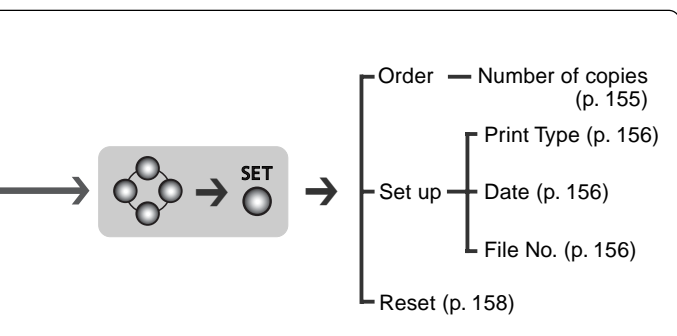 SET
Order
Number of copies
(p. 155)
Set up
Print Type (p. 156)
Date (p. 156)
File No. (p. 156)
Reset (p. 158)